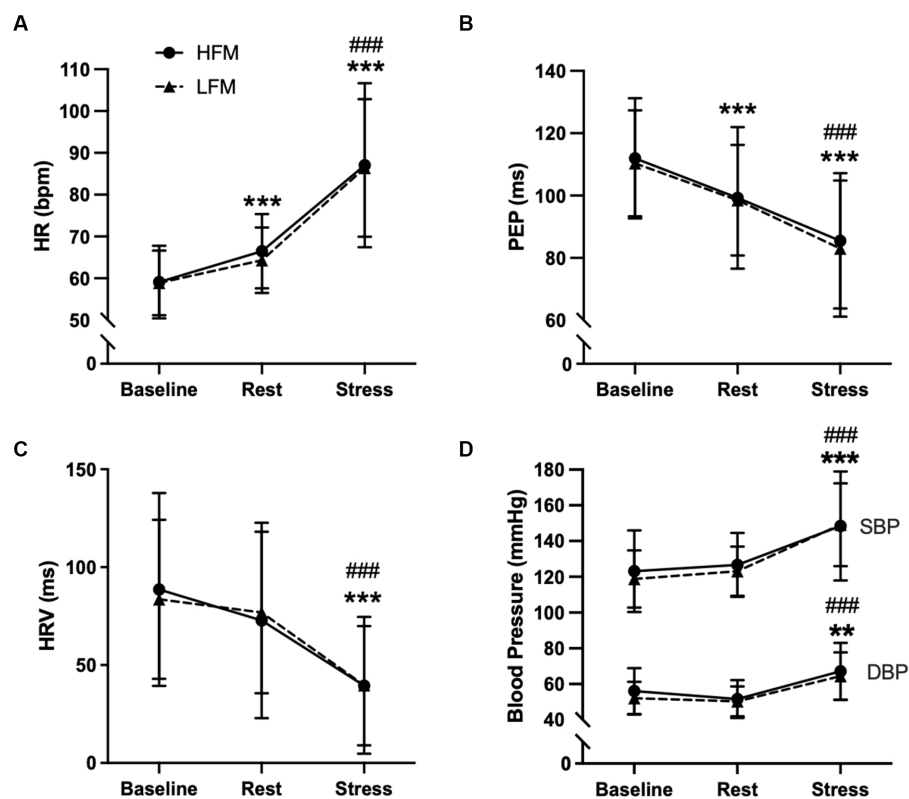 A
HFM
LFM
###
***
***
HR (bpm)
110
100
90
80
70
60
50
0
Baseline Rest Stress
B
***
###
***
PEP (ms)
140
120
100
80
60
0
Baseline Rest Stress
C
###
***
HRV (ms)
150
100
50
0
Baseline Rest Stress
D
###
***
SBP
###
**
DBP
Blood Pressure (mmHg)
180
160
140
120
100
80
60
40
0
Baseline Rest Stress